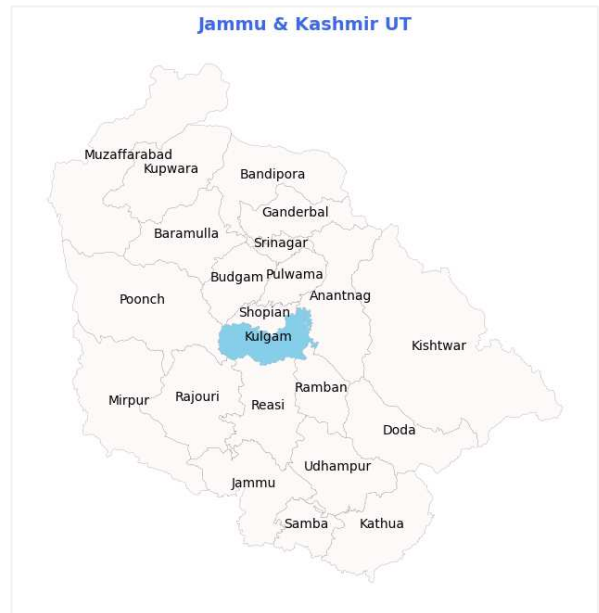 Jammu & Kashmir UT
Muzaffarabad
Kupwara
Bandipora
Ganderbal
Baramulla
Srinagar
Budgam
Pulwama
Anantnag
Poonch
Shopian
Kulgam
Kishtwar
Ramban
Rajouri
Mirpur
Reasi
Doda
Udhampur
Jammu
Samba
Kathua